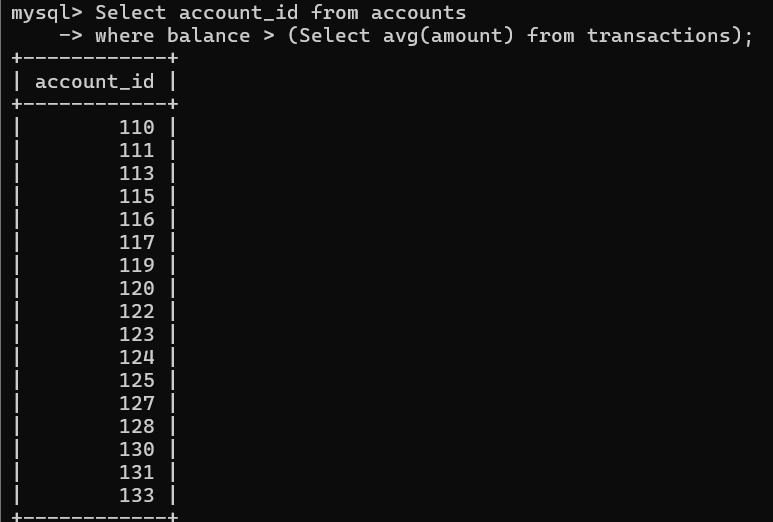 mysql> Select account_id from accounts
    -> where balance > (Select avg(amount) from transactions);
+------------+
| account_id |
+------------+
|        110 |
|        111 |
|        113 |
|        115 |
|        116 |
|        117 |
|        119 |
|        120 |
|        122 |
|        123 |
|        124 |
|        125 |
|        127 |
|        128 |
|        130 |
|        131 |
|        133 |
+------------+